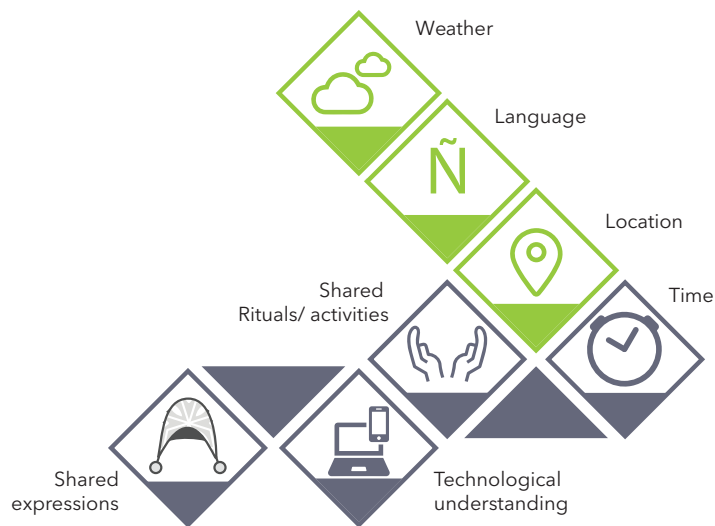 Weather
Language
Ñ
Location
Shared
Rituals/ activities
Time
Shared
expressions
Technological
understanding